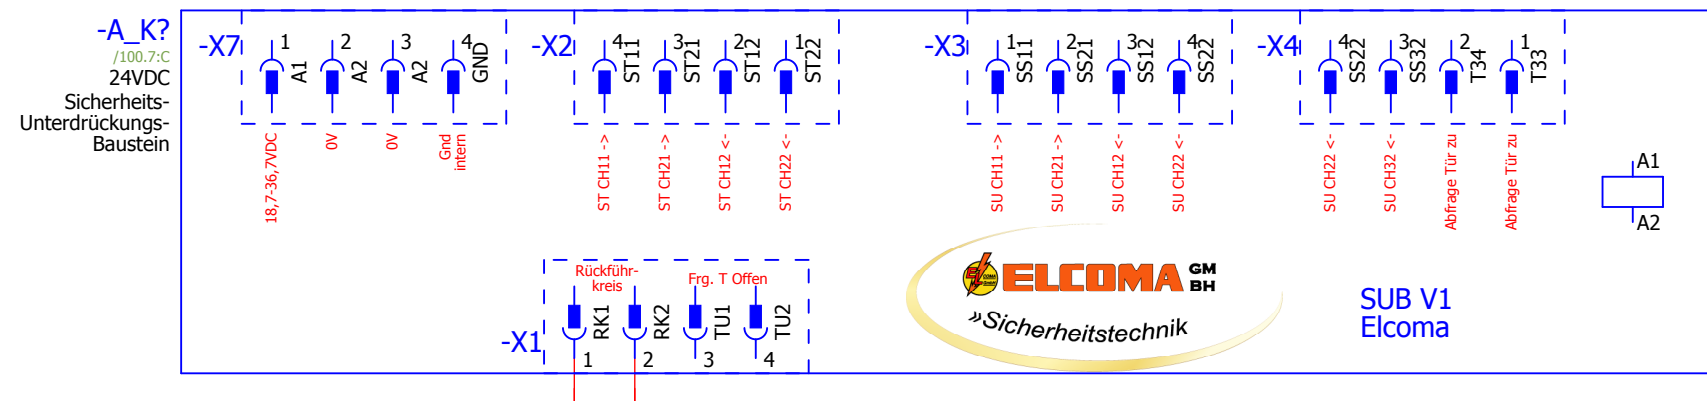 -A_K?
/100.7:C
24VDC
Sicherheits-
Unterdrückungs-
Baustein
-X7
1 2 3 4
A1 A2 A2 GND
18,7-36,7VDC
0V
0V
Gnd
intern
-X2
4 3 2 1
ST11 ST21 ST12 ST22
ST CH11 ->
ST CH21 ->
ST CH12 <-
ST CH22 <-
-X3
1 2 3 4
SS11 SS21 SS12 SS22
SU CH11 ->
SU CH21 ->
SU CH12 <-
SU CH22 <-
-X4
4 3 2 1
SS22 SS32 T34 T33
SU CH22 <-
SU CH32 <-
Abfrage Tür zu
Abfrage Tür zu
A1
A2
-X1
Rückführ-
kreis
Frg. T Offen
RK1 RK2 TU1 TU2
1 2 3 4
ELCOMA GM
BH
»Sicherheitstechnik
SUB V1
Elcoma